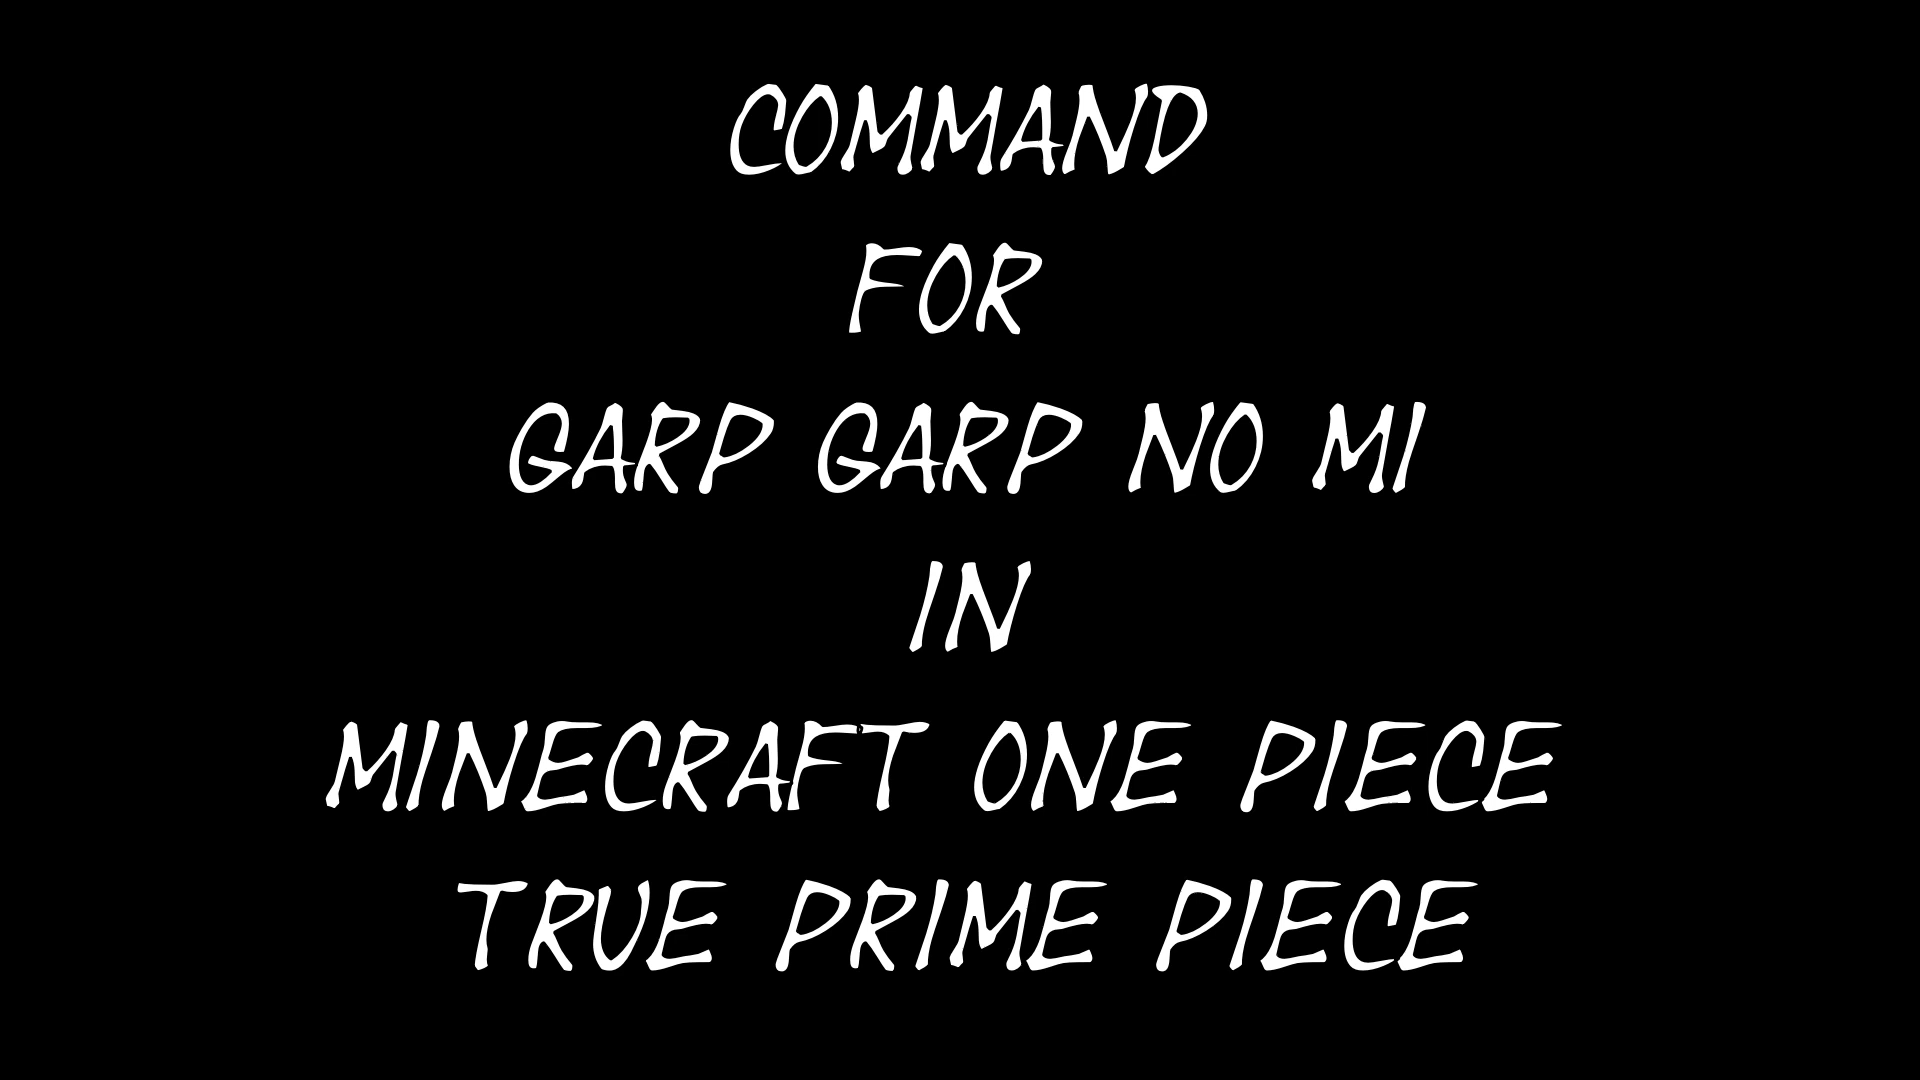 COMMAND
FOR
GARP GARP NO MI
IN
MINECRAFT ONE PIECE
TRUE PRIME PIECE